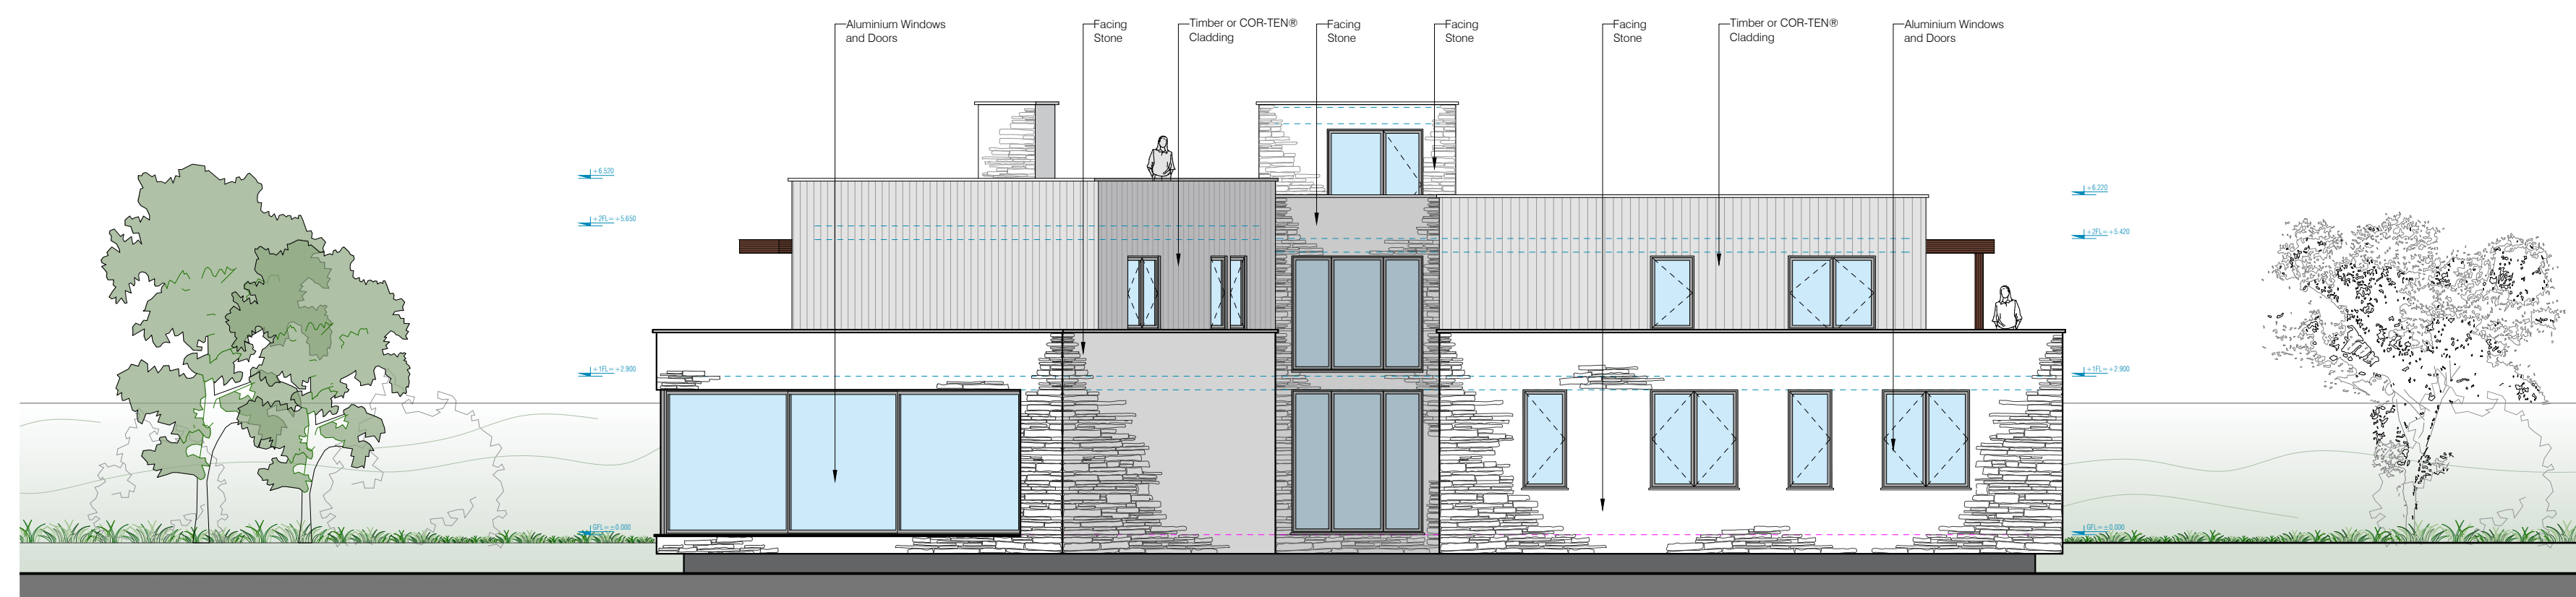 Aluminium Windows
and Doors
Facing
Stone
Timber or COR-TEN®
Cladding
Facing
Stone
Facing
Stone
Facing
Stone
Timber or COR-TEN®
Cladding
Aluminium Windows
and Doors
+6.520
+2FL=+5.650
+1FL=+2.900
GFL=±0.000
+6.220
+2FL=+5.420
+1FL=+2.900
GFL=±0.000